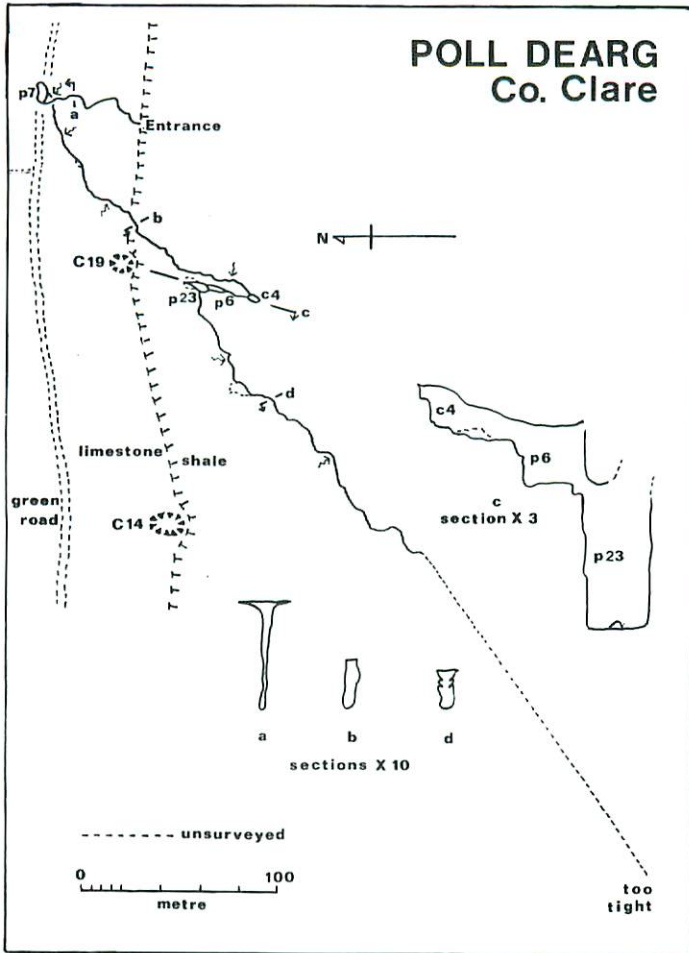 POLL DEARG
Co. Clare
p7
a
Entrance
b
N
C19
p23
p6
c4
c
d
limestone
shale
green
road
C14
c4
p6
c
section X 3
p23
a
b
d
sections X 10
unsurveyed
0
100
metre
too
tight